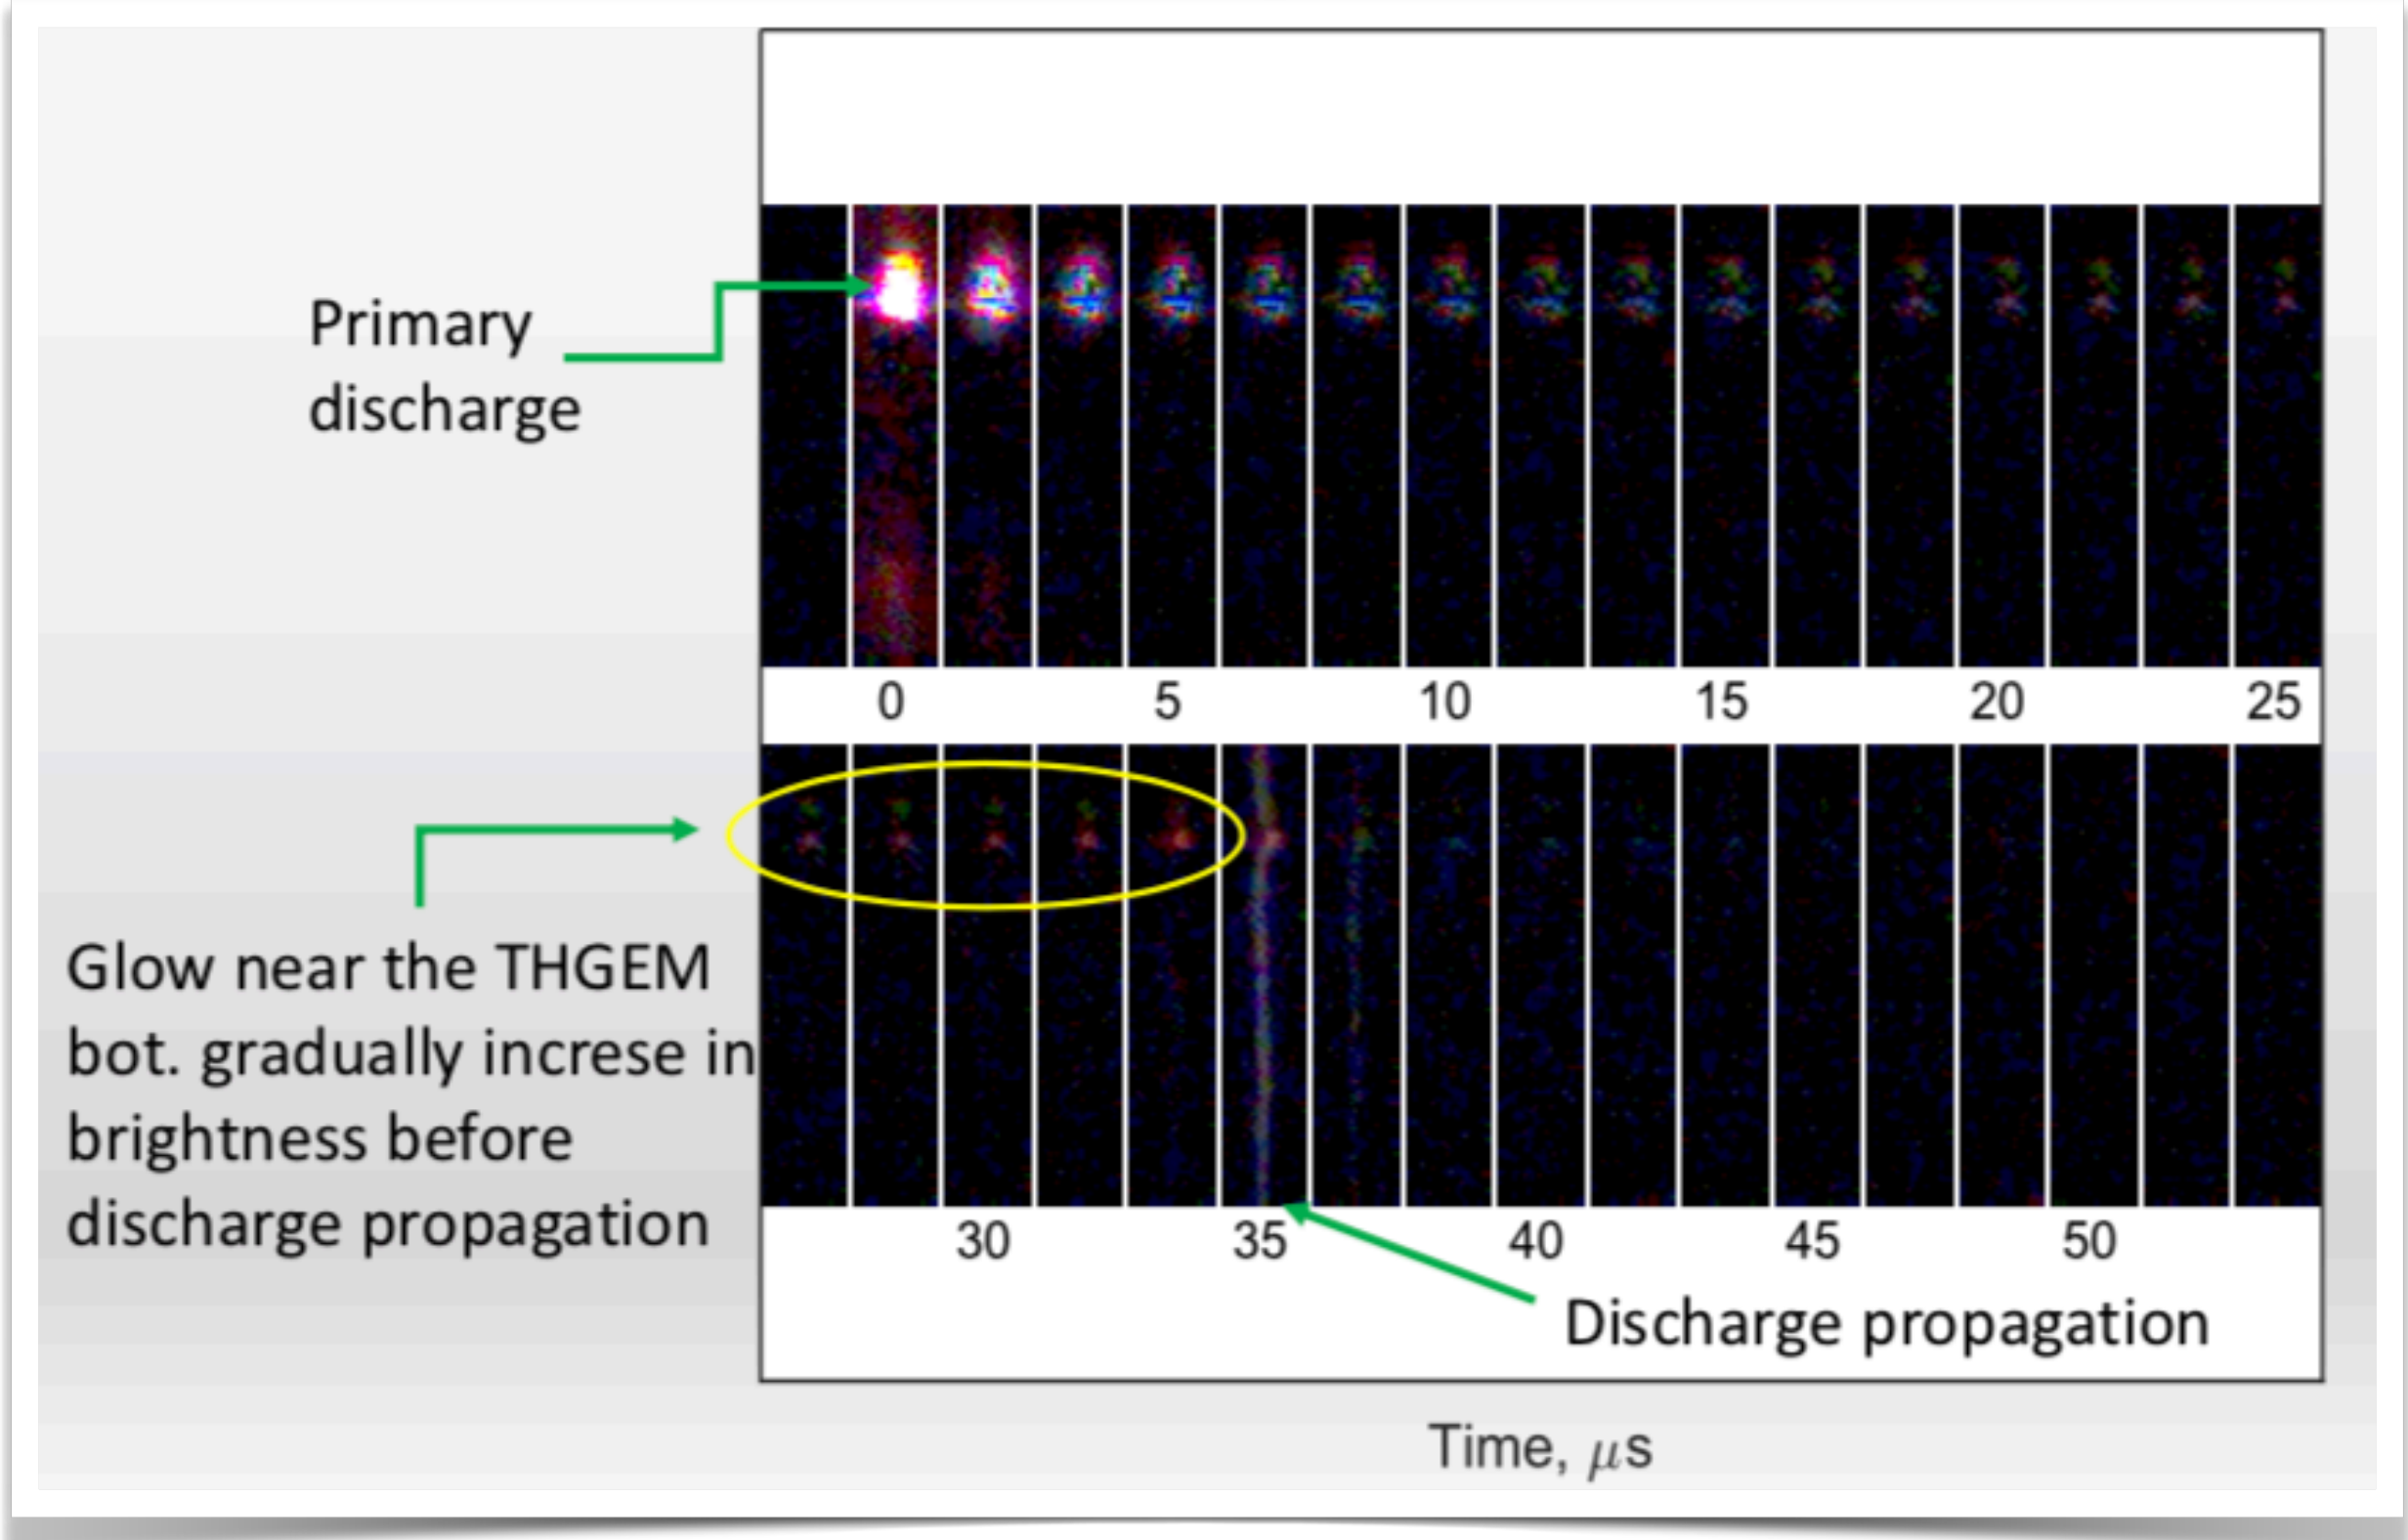 Primary
discharge
0 5 10 15 20 25
Glow near the THGEM
bot. gradually increse in
brightness before
discharge propagation
30 35 40 45 50
Discharge propagation
Time, μs